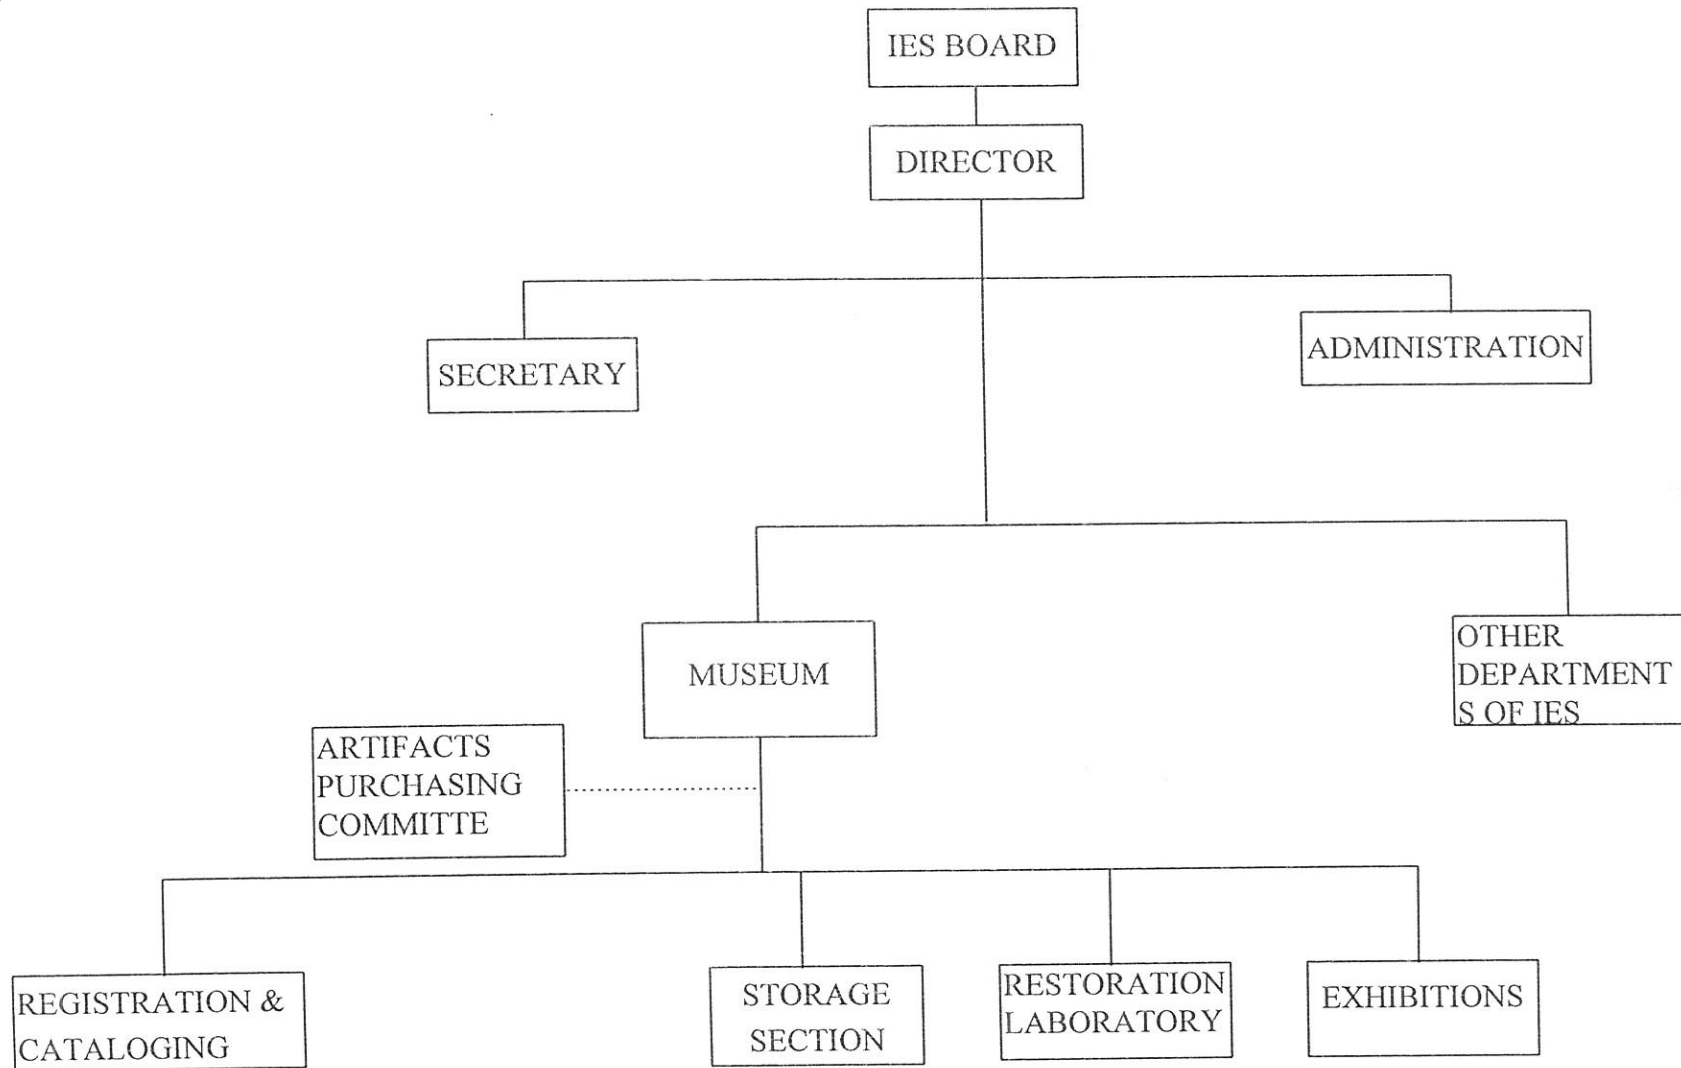 IES BOARD
DIRECTOR
SECRETARY
ADMINISTRATION
MUSEUM
OTHER
DEPARTMENT
S OF IES
ARTIFACTS
PURCHASING
COMMITTE
REGISTRATION &
CATALOGING
STORAGE
SECTION
RESTORATION
LABORATORY
EXHIBITIONS